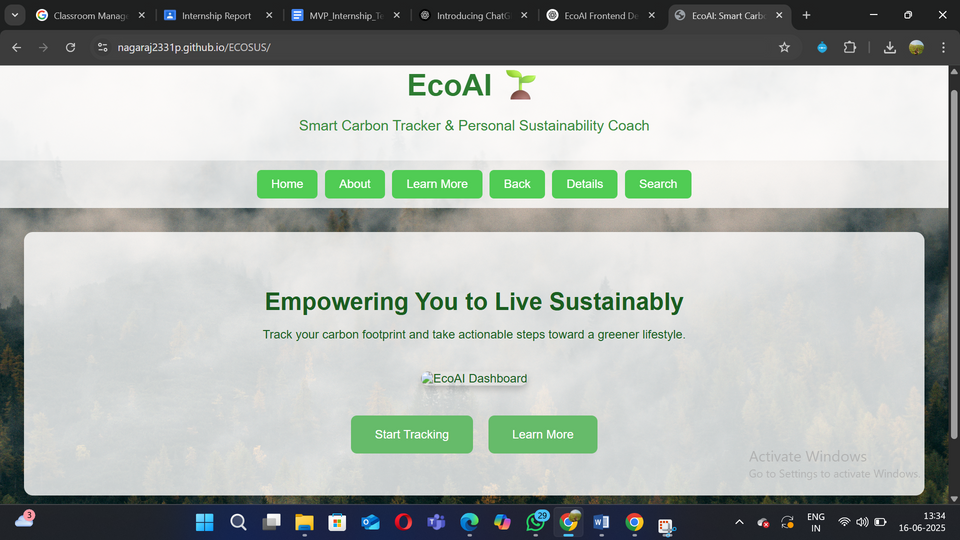 Classroom Manage
Internship Report
MVP_Internship_Te
Introducing ChatG
EcoAI Frontend De
EcoAI: Smart Carbo
nagaraj2331p.github.io/ECOSUS/
EcoAI
Smart Carbon Tracker & Personal Sustainability Coach
Home
About
Learn More
Back
Details
Search
Empowering You to Live Sustainably
Track your carbon footprint and take actionable steps toward a greener lifestyle.
EcoAI Dashboard
Start Tracking
Learn More
Activate Windows
Go to Settings to activate Windows.
3
29
ENG
IN
13:34
16-06-2025